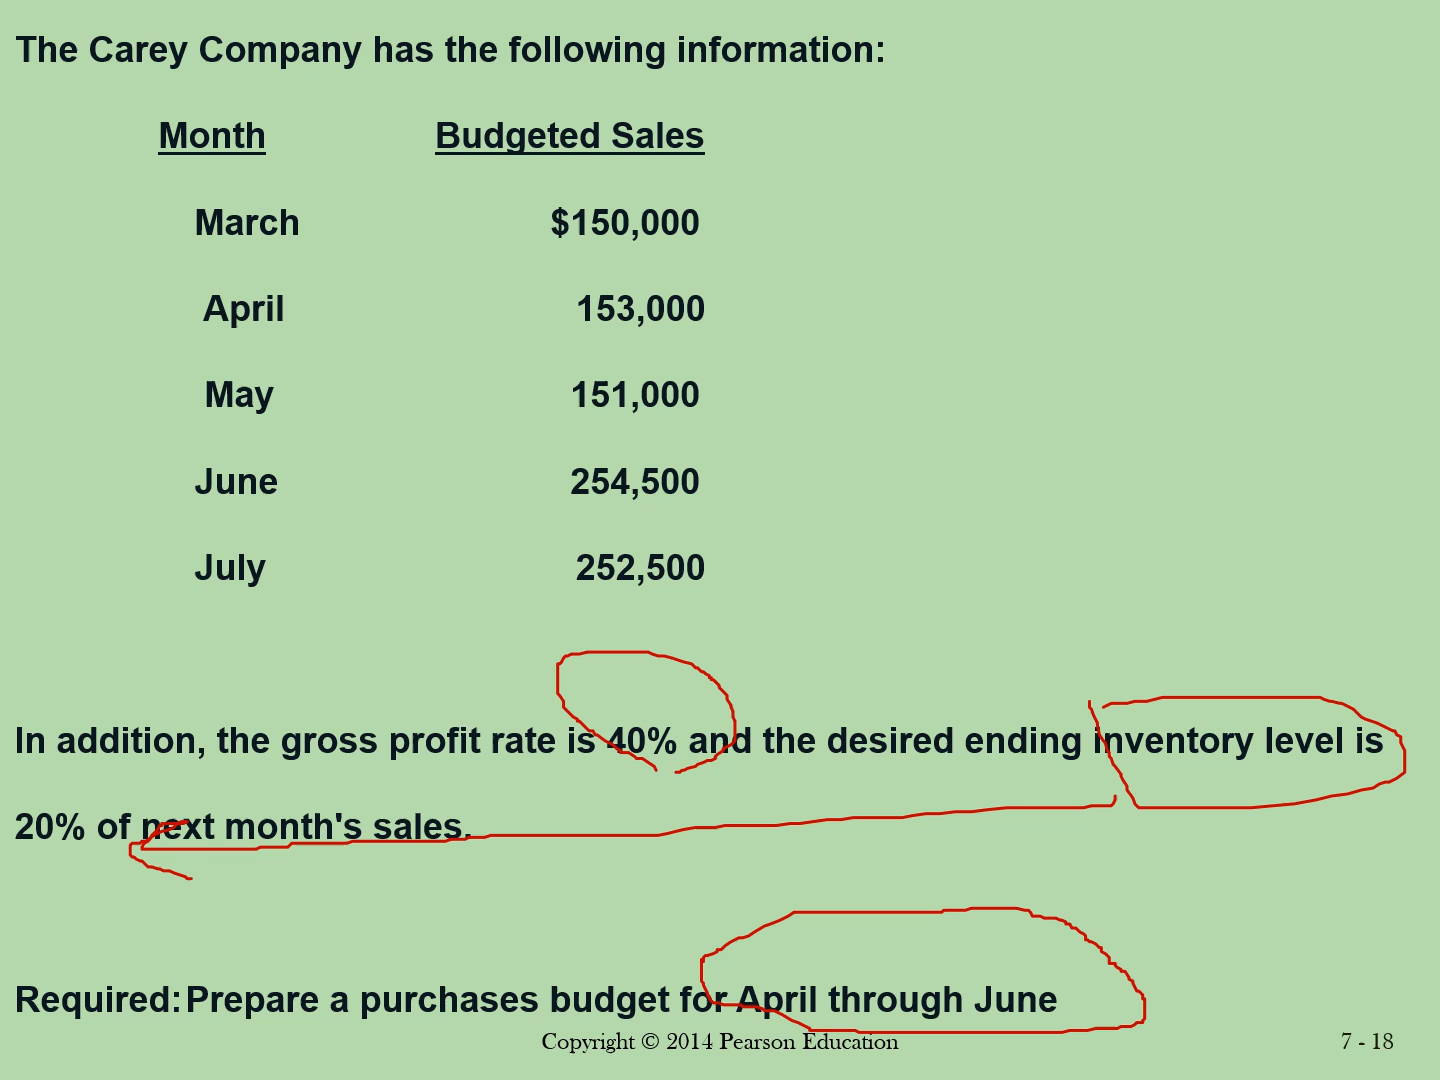 The Carey Company has the following information:
Month Budgeted Sales
March $150,000
April 153,000
May 151,000
June 254,500
July 252,500
In addition, the gross profit rate is 40% and the desired ending inventory level is
20% of next month's sales.
Required: Prepare a purchases budget for April through June
Copyright © 2014 Pearson Education 7 - 18